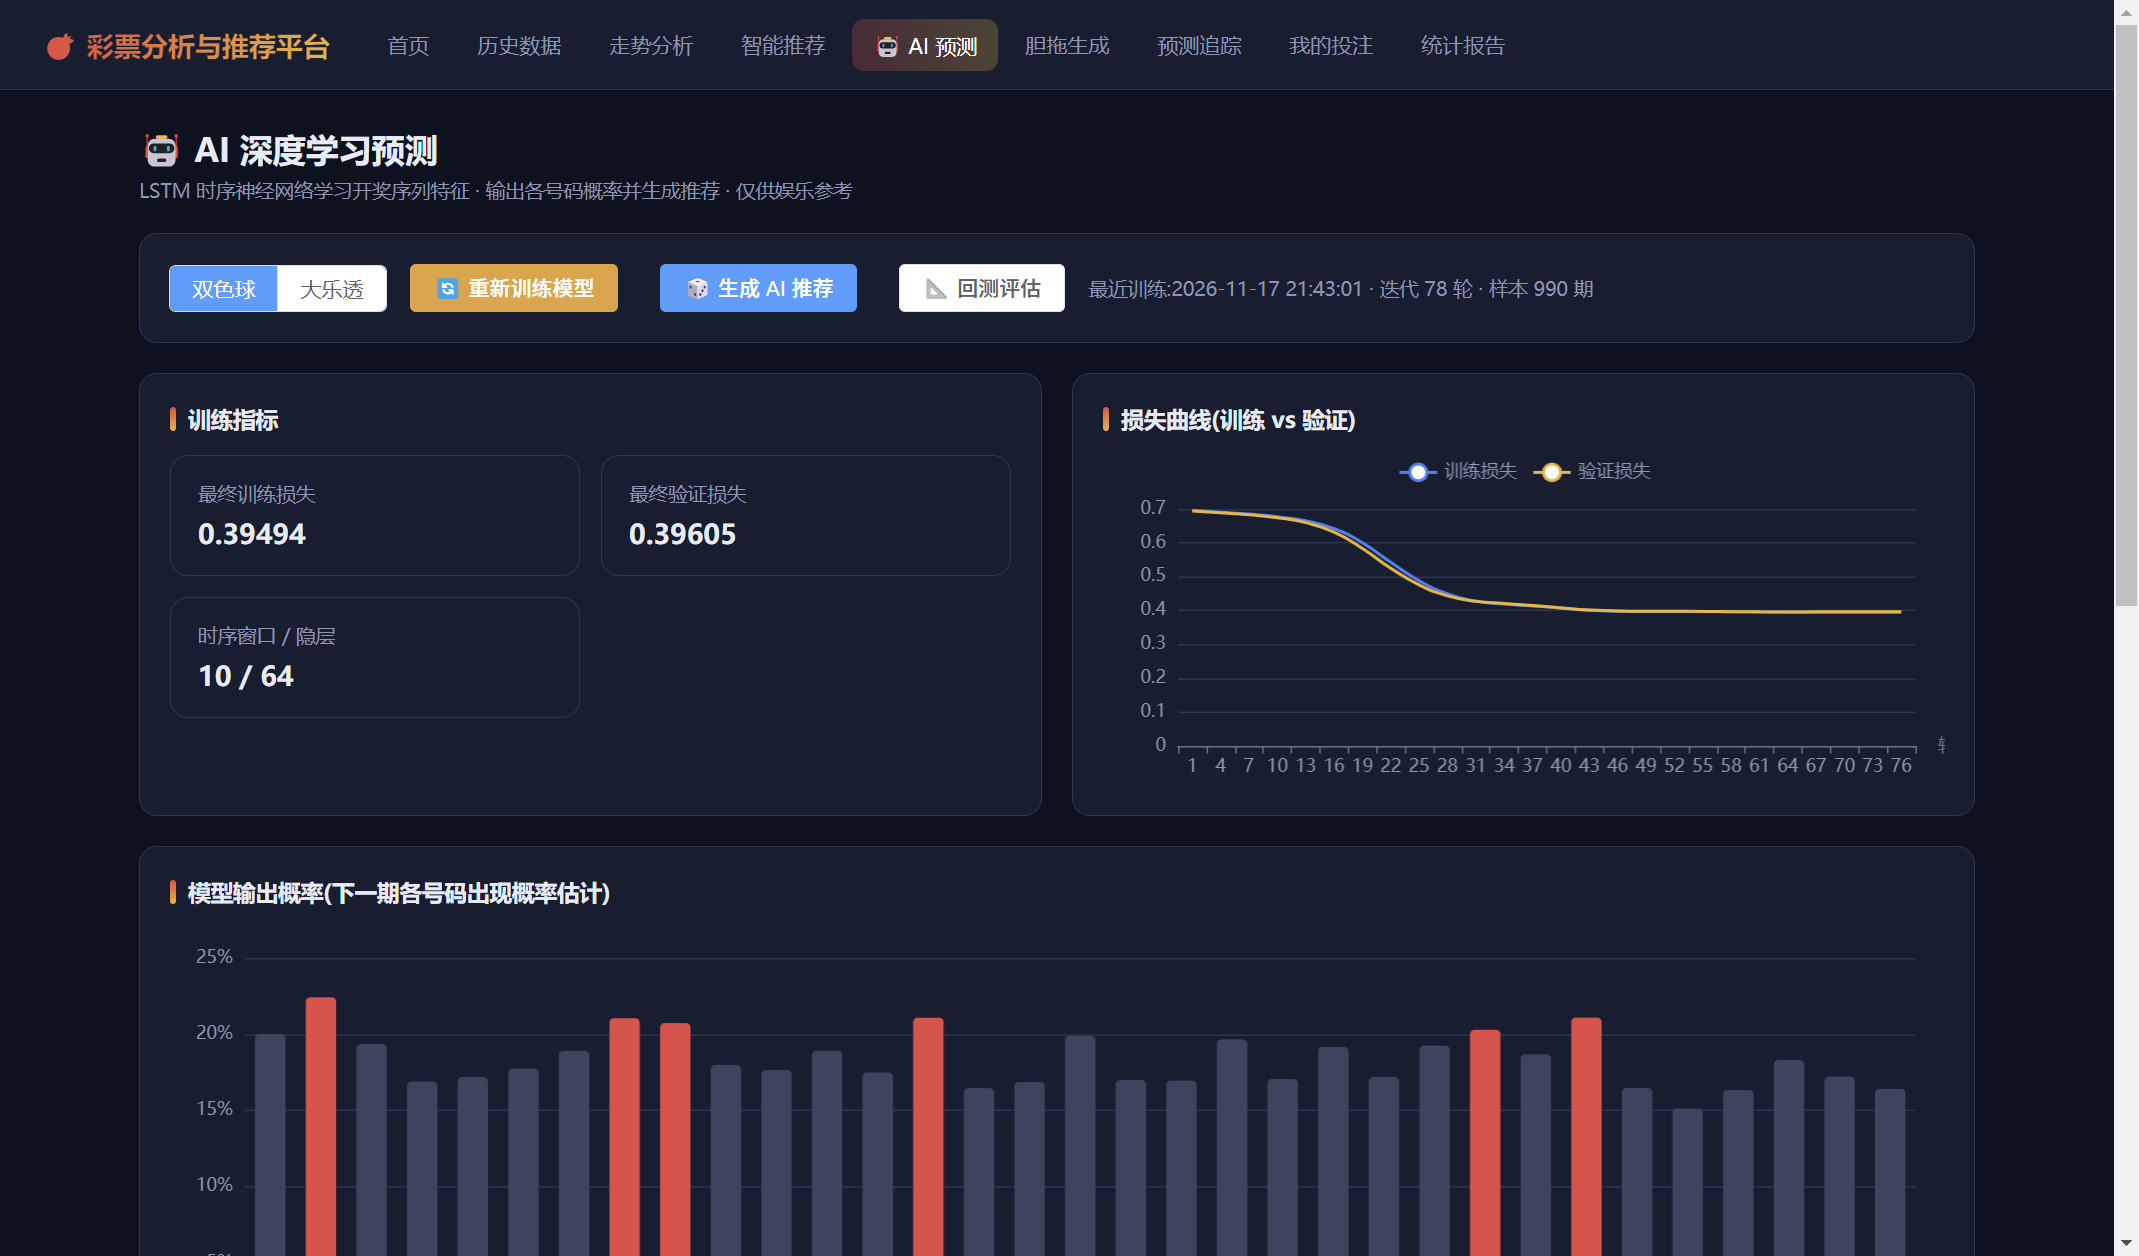 彩票分析与推荐平台
首页
历史数据
走势分析
智能推荐
AI 预测
胆拖生成
预测追踪
我的投注
统计报告
AI 深度学习预测
LSTM 时序神经网络学习开奖序列特征 · 输出各号码概率并生成推荐 · 仅供娱乐参考
双色球
大乐透
重新训练模型
生成 AI 推荐
回测评估
最近训练:2026-11-17 21:43:01 · 迭代 78 轮 · 样本 990 期
训练指标
最终训练损失
0.39494
最终验证损失
0.39605
时序窗口 / 隐层
10 / 64
损失曲线(训练 vs 验证)
训练损失
验证损失
0.7
0.6
0.5
0.4
0.3
0.2
0.1
0
1 4 7 10 13 16 19 22 25 28 31 34 37 40 43 46 49 52 55 58 61 64 67 70 73 76
模型输出概率(下一期各号码出现概率估计)
25%
20%
15%
10%